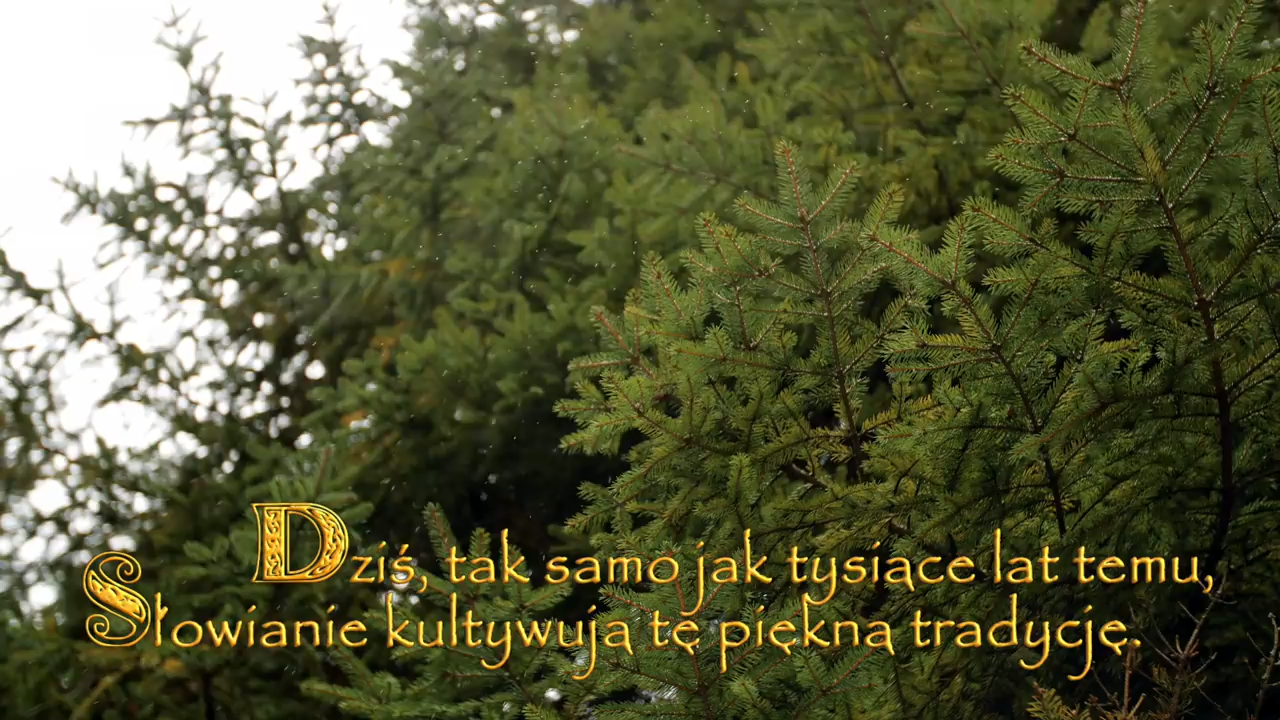 Dziś, tak samo jak tysiące lat temu,
Słowianie kultywują tę piękną tradycję.